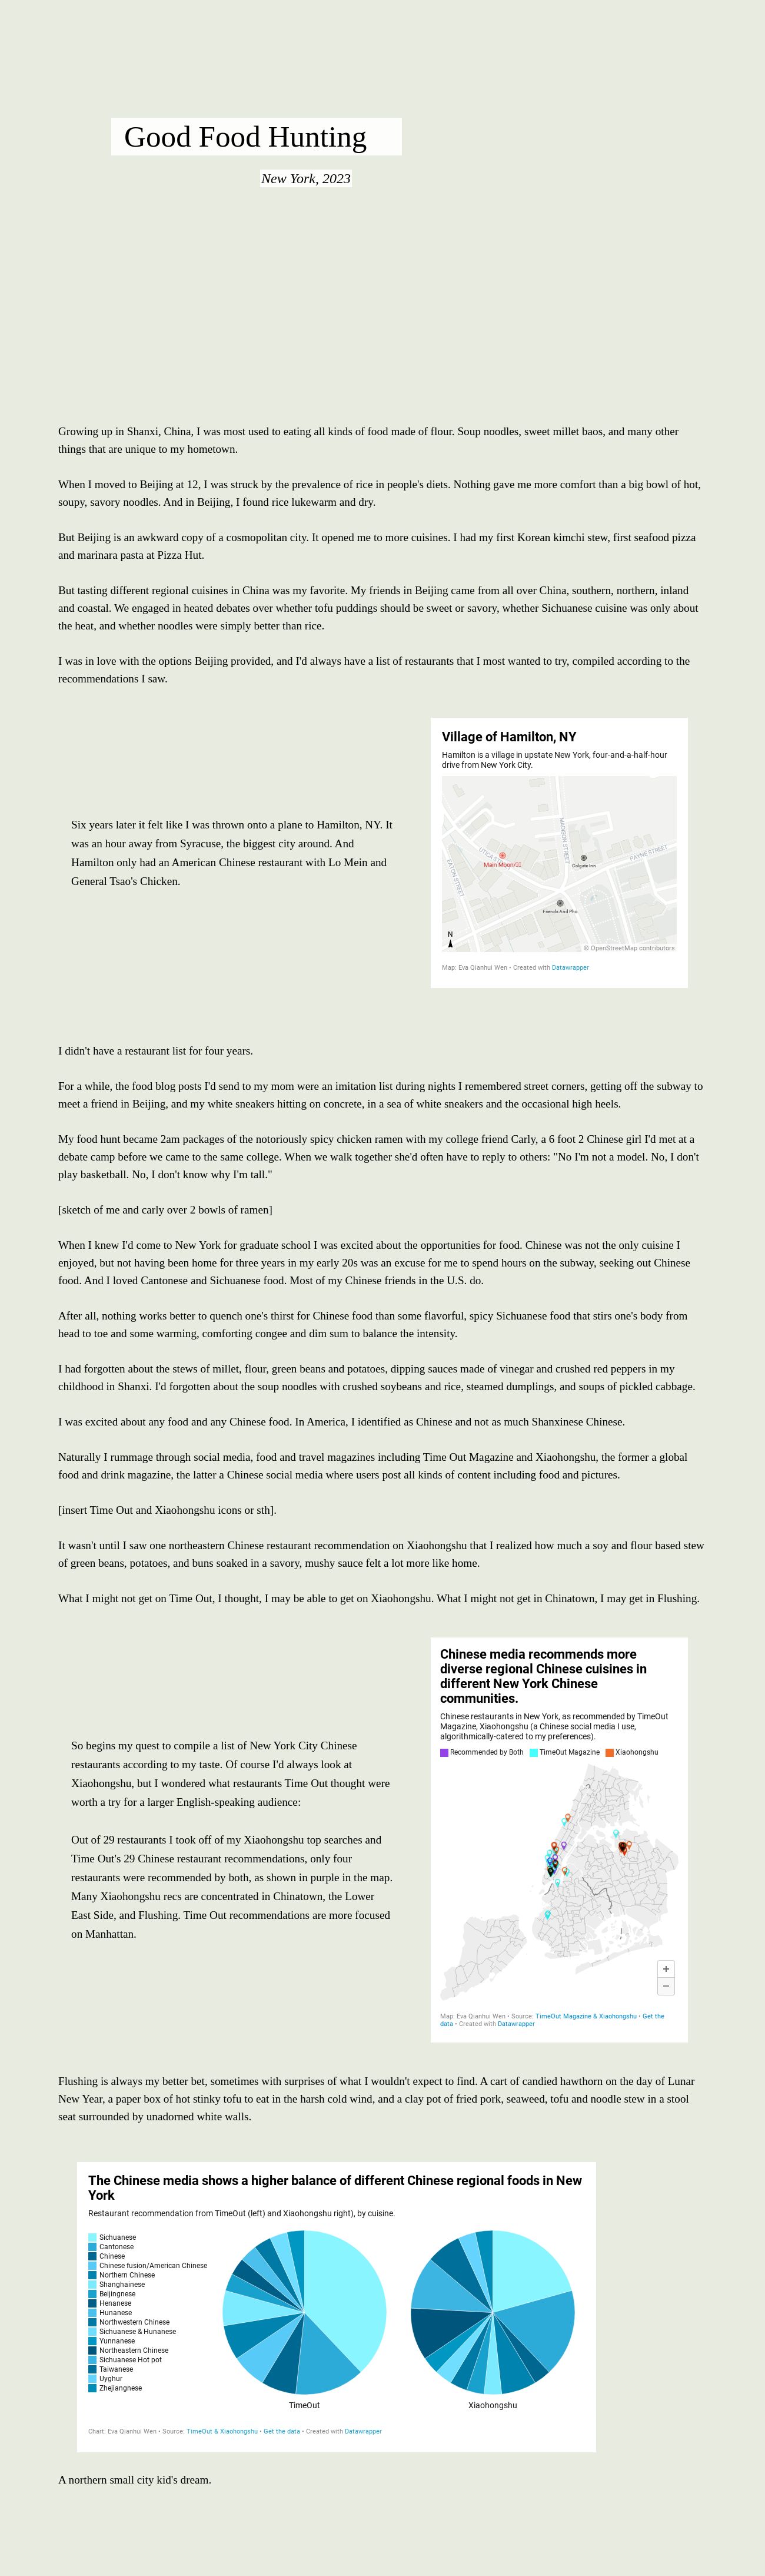 Good Food Hunting
New York, 2023
Growing up in Shanxi, China, I was most used to eating all kinds of food made of flour. Soup noodles, sweet millet baos, and many other
things that are unique to my hometown.
When I moved to Beijing at 12, I was struck by the prevalence of rice in people's diets. Nothing gave me more comfort than a big bowl of hot,
soupy, savory noodles. And in Beijing, I found rice lukewarm and dry.
But Beijing is an awkward copy of a cosmopolitan city. It opened me to more cuisines. I had my first Korean kimchi stew, first seafood pizza
and marinara pasta at Pizza Hut.
But tasting different regional cuisines in China was my favorite. My friends in Beijing came from all over China, southern, northern, inland
and coastal. We engaged in heated debates over whether tofu puddings should be sweet or savory, whether Sichuanese cuisine was only about
the heat, and whether noodles were simply better than rice.
I was in love with the options Beijing provided, and I'd always have a list of restaurants that I most wanted to try, compiled according to the
recommendations I saw.
Six years later it felt like I was thrown onto a plane to Hamilton, NY. It
was an hour away from Syracuse, the biggest city around. And
Hamilton only had an American Chinese restaurant with Lo Mein and
General Tsao's Chicken.
Village of Hamilton, NY
Hamilton is a village in upstate New York, four-and-a-half-hour
drive from New York City.
UTICA S
MADISON STREET
PAYNE STREET
EATON STREET
Main Moon
Colgate Inn
Friends And Pho
N
© OpenStreetMap contributors
Map: Eva Qianhui Wen • Created with Datawrapper
I didn't have a restaurant list for four years.
For a while, the food blog posts I'd send to my mom were an imitation list during nights I remembered street corners, getting off the subway to
meet a friend in Beijing, and my white sneakers hitting on concrete, in a sea of white sneakers and the occasional high heels.
My food hunt became 2am packages of the notoriously spicy chicken ramen with my college friend Carly, a 6 foot 2 Chinese girl I'd met at a
debate camp before we came to the same college. When we walk together she'd often have to reply to others: "No I'm not a model. No, I don't
play basketball. No, I don't know why I'm tall."
[sketch of me and carly over 2 bowls of ramen]
When I knew I'd come to New York for graduate school I was excited about the opportunities for food. Chinese was not the only cuisine I
enjoyed, but not having been home for three years in my early 20s was an excuse for me to spend hours on the subway, seeking out Chinese
food. And I loved Cantonese and Sichuanese food. Most of my Chinese friends in the U.S. do.
After all, nothing works better to quench one's thirst for Chinese food than some flavorful, spicy Sichuanese food that stirs one's body from
head to toe and some warming, comforting congee and dim sum to balance the intensity.
I had forgotten about the stews of millet, flour, green beans and potatoes, dipping sauces made of vinegar and crushed red peppers in my
childhood in Shanxi. I'd forgotten about the soup noodles with crushed soybeans and rice, steamed dumplings, and soups of pickled cabbage.
I was excited about any food and any Chinese food. In America, I identified as Chinese and not as much Shanxinese Chinese.
Naturally I rummage through social media, food and travel magazines including Time Out Magazine and Xiaohongshu, the former a global
food and drink magazine, the latter a Chinese social media where users post all kinds of content including food and pictures.
[insert Time Out and Xiaohongshu icons or sth].
It wasn't until I saw one northeastern Chinese restaurant recommendation on Xiaohongshu that I realized how much a soy and flour based stew
of green beans, potatoes, and buns soaked in a savory, mushy sauce felt a lot more like home.
What I might not get on Time Out, I thought, I may be able to get on Xiaohongshu. What I might not get in Chinatown, I may get in Flushing.
So begins my quest to compile a list of New York City Chinese
restaurants according to my taste. Of course I'd always look at
Xiaohongshu, but I wondered what restaurants Time Out thought were
worth a try for a larger English-speaking audience:
Out of 29 restaurants I took off of my Xiaohongshu top searches and
Time Out's 29 Chinese restaurant recommendations, only four
restaurants were recommended by both, as shown in purple in the map.
Many Xiaohongshu recs are concentrated in Chinatown, the Lower
East Side, and Flushing. Time Out recommendations are more focused
on Manhattan.
Chinese media recommends more
diverse regional Chinese cuisines in
different New York Chinese
communities.
Chinese restaurants in New York, as recommended by TimeOut
Magazine, Xiaohongshu (a Chinese social media I use,
algorithmically-catered to my preferences).
Recommended by Both TimeOut Magazine Xiaohongshu
+
−
Map: Eva Qianhui Wen • Source: TimeOut Magazine & Xiaohongshu • Get the
data • Created with Datawrapper
Flushing is always my better bet, sometimes with surprises of what I wouldn't expect to find. A cart of candied hawthorn on the day of Lunar
New Year, a paper box of hot stinky tofu to eat in the harsh cold wind, and a clay pot of fried pork, seaweed, tofu and noodle stew in a stool
seat surrounded by unadorned white walls.
The Chinese media shows a higher balance of different Chinese regional foods in New
York
Restaurant recommendation from TimeOut (left) and Xiaohongshu right), by cuisine.
Sichuanese
Cantonese
Chinese
Chinese fusion/American Chinese
Northern Chinese
Shanghainese
Beijingnese
Henanese
Hunanese
Northwestern Chinese
Sichuanese & Hunanese
Yunnanese
Northeastern Chinese
Sichuanese Hot pot
Taiwanese
Uyghur
Zhejiangnese
TimeOut
Xiaohongshu
Chart: Eva Qianhui Wen • Source: TimeOut & Xiaohongshu • Get the data • Created with Datawrapper
A northern small city kid's dream.